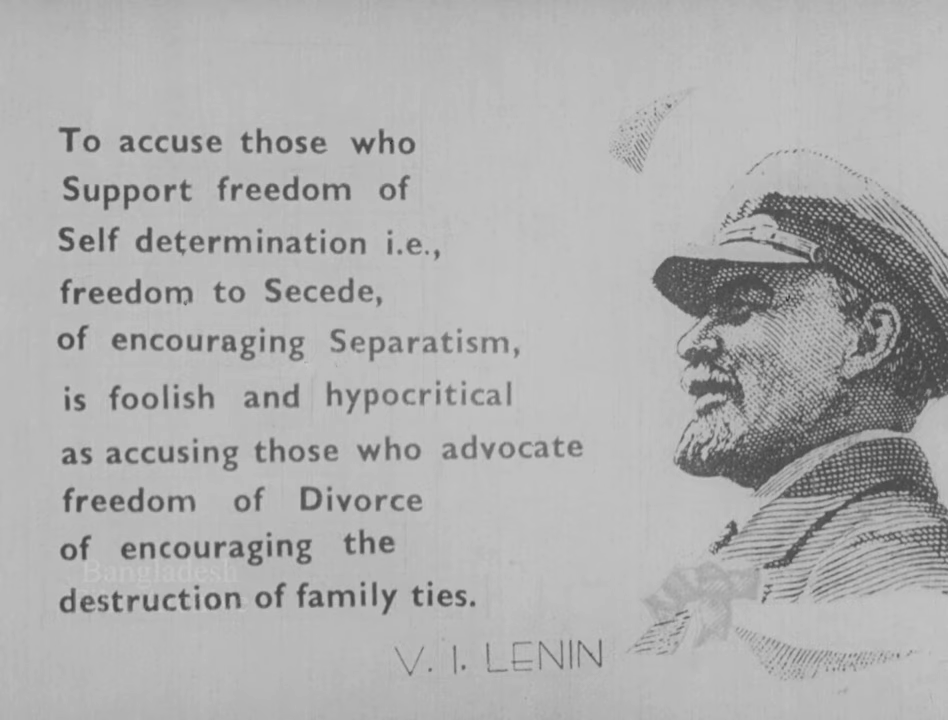 To accuse those who
Support freedom of
Self determination i.e.,
freedom to Secede,
of encouraging Separatism,
is foolish and hypocritical
as accusing those who advocate
freedom of Divorce
of encouraging the
Bangladesh
destruction of family ties.
V. I. LENIN